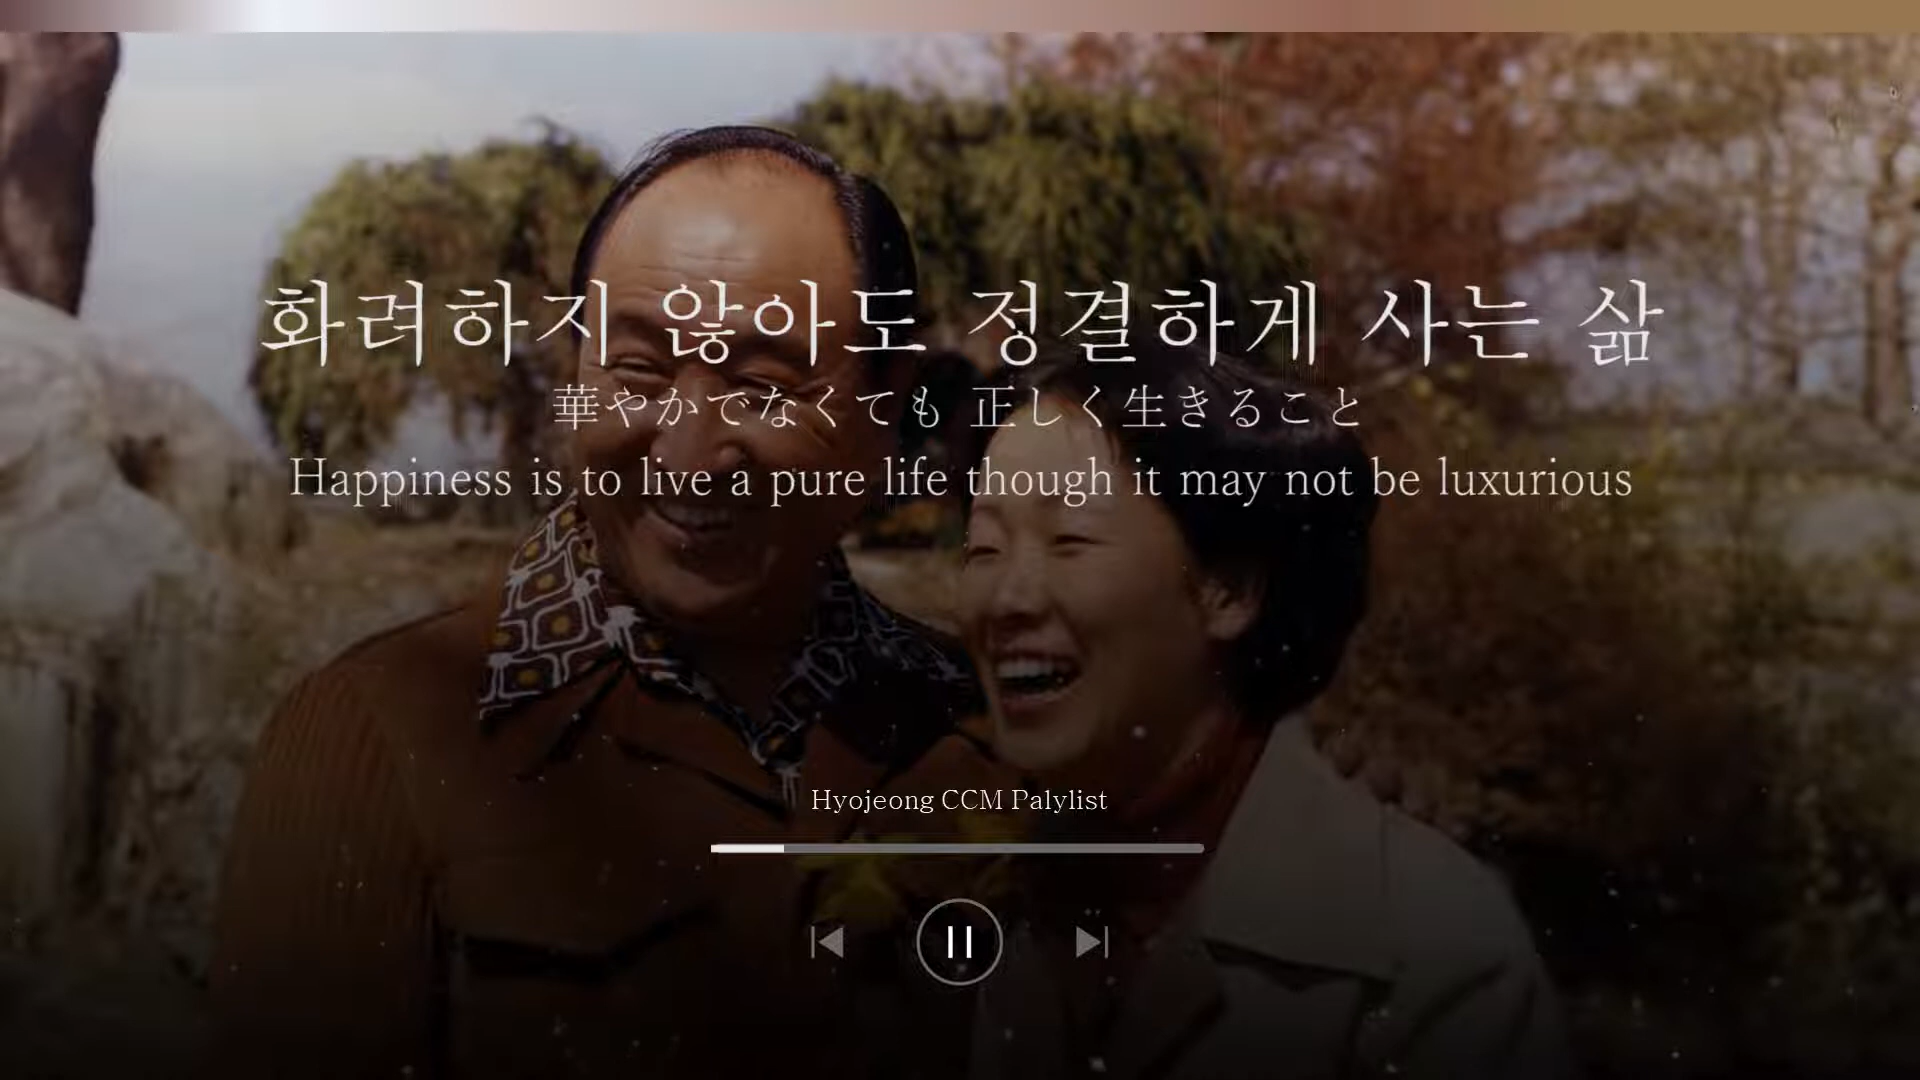 화려하지 않아도 정결하게 사는 삶
華やかでなくても 正しく生きること
Happiness is to live a pure life though it may not be luxurious
Hyojeong CCM Palylist